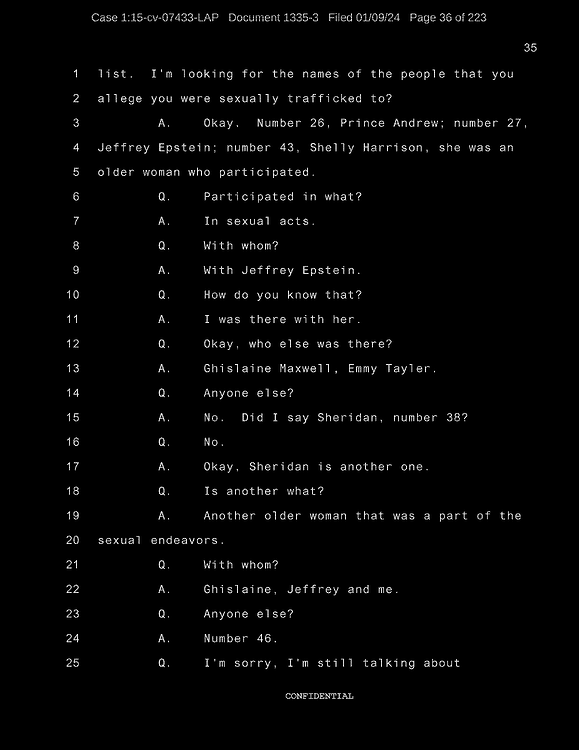 Case 1:15-cv-07433-LAP Document 1335-3 Filed 01/09/24 Page 36 of 223
35
1 list. I'm looking for the names of the people that you
2 allege you were sexually trafficked to?
3 A. Okay. Number 26, Prince Andrew; number 27,
4 Jeffrey Epstein; number 43, Shelly Harrison, she was an
5 older woman who participated.
6 Q. Participated in what?
7 A. In sexual acts.
8 Q. With whom?
9 A. With Jeffrey Epstein.
10 Q. How do you know that?
11 A. I was there with her.
12 Q. Okay, who else was there?
13 A. Ghislaine Maxwell, Emmy Tayler.
14 Q. Anyone else?
15 A. No. Did I say Sheridan, number 38?
16 Q. No.
17 A. Okay, Sheridan is another one.
18 Q. Is another what?
19 A. Another older woman that was a part of the
20 sexual endeavors.
21 Q. With whom?
22 A. Ghislaine, Jeffrey and me.
23 Q. Anyone else?
24 A. Number 46.
25 Q. I'm sorry, I'm still talking about
CONFIDENTIAL